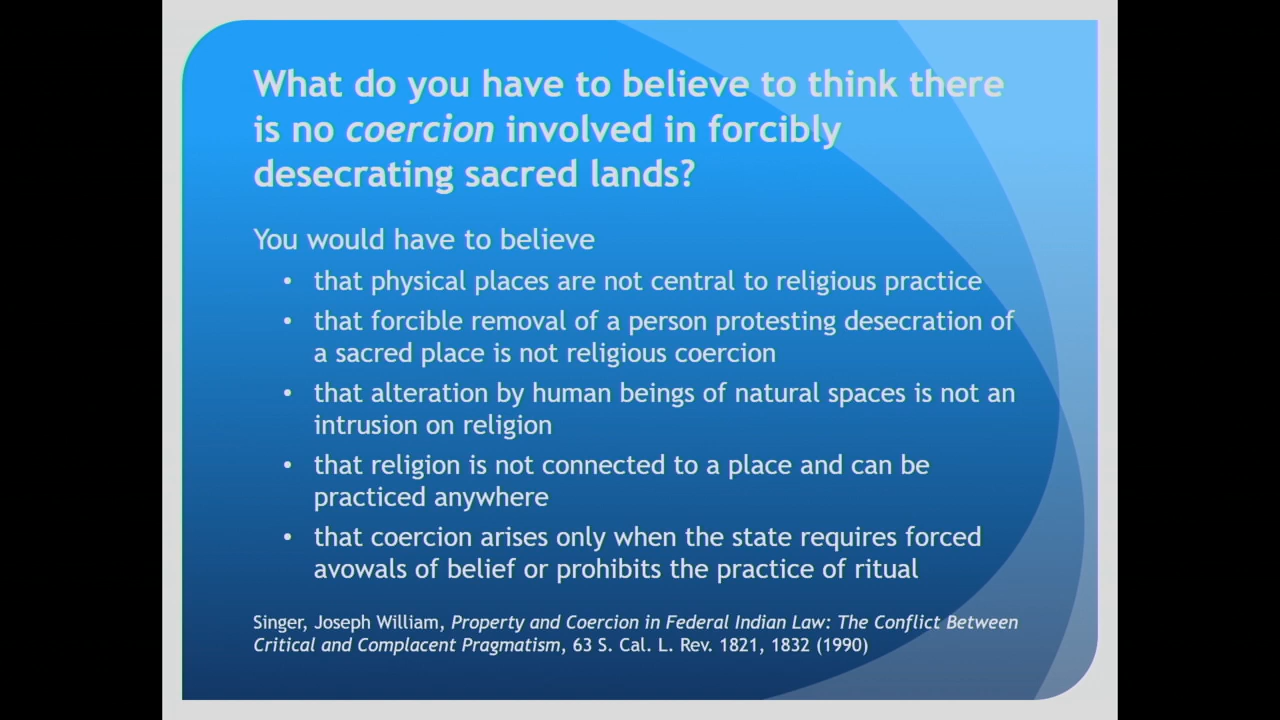 What do you have to believe to think there
is no coercion involved in forcibly
desecrating sacred lands?
You would have to believe
• that physical places are not central to religious practice
• that forcible removal of a person protesting desecration of
a sacred place is not religious coercion
• that alteration by human beings of natural spaces is not an
intrusion on religion
• that religion is not connected to a place and can be
practiced anywhere
• that coercion arises only when the state requires forced
avowals of belief or prohibits the practice of ritual
Singer, Joseph William, Property and Coercion in Federal Indian Law: The Conflict Between
Critical and Complacent Pragmatism, 63 S. Cal. L. Rev. 1821, 1832 (1990)